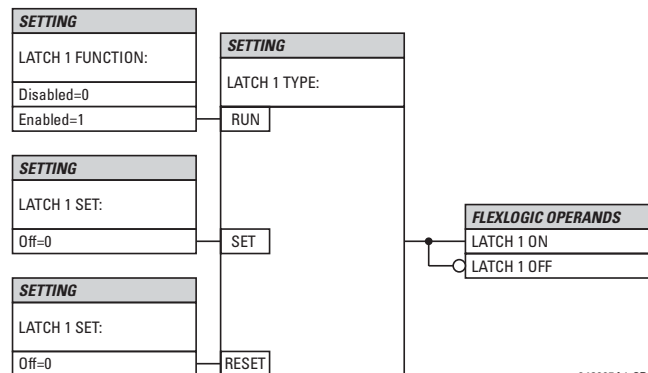 SETTING
LATCH 1 FUNCTION:
Disabled=0
Enabled=1
SETTING
LATCH 1 TYPE:
RUN
SETTING
LATCH 1 SET:
Off=0
SET
SETTING
LATCH 1 SET:
Off=0
RESET
FLEXLOGIC OPERANDS
LATCH 1 ON
LATCH 1 OFF